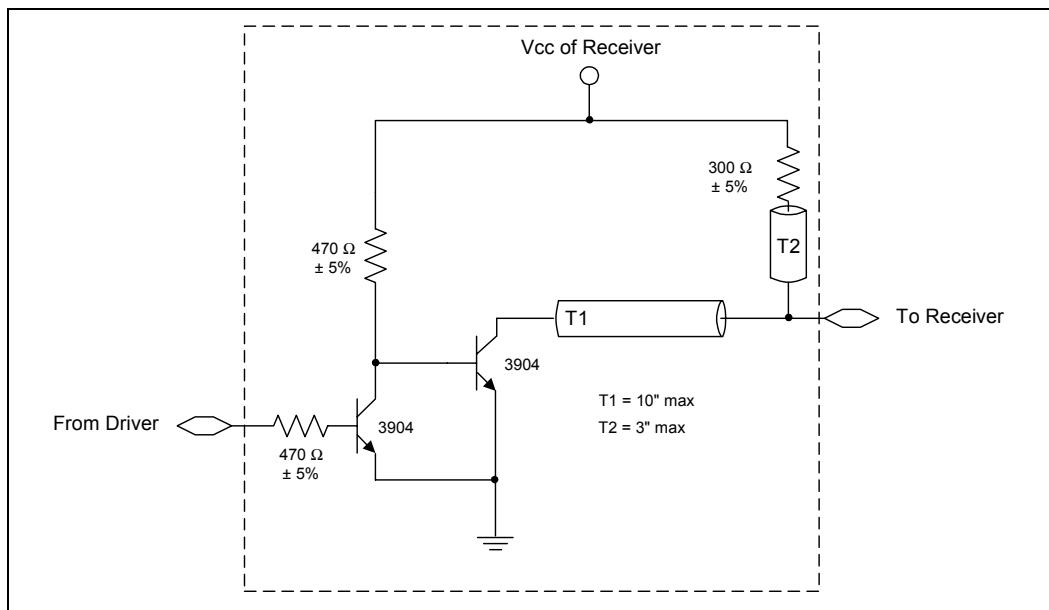 Vcc of Receiver
300 Ω
± 5%
T2
470 Ω
± 5%
T1
To Receiver
3904
T1 = 10" max
T2 = 3" max
From Driver
3904
470 Ω
± 5%